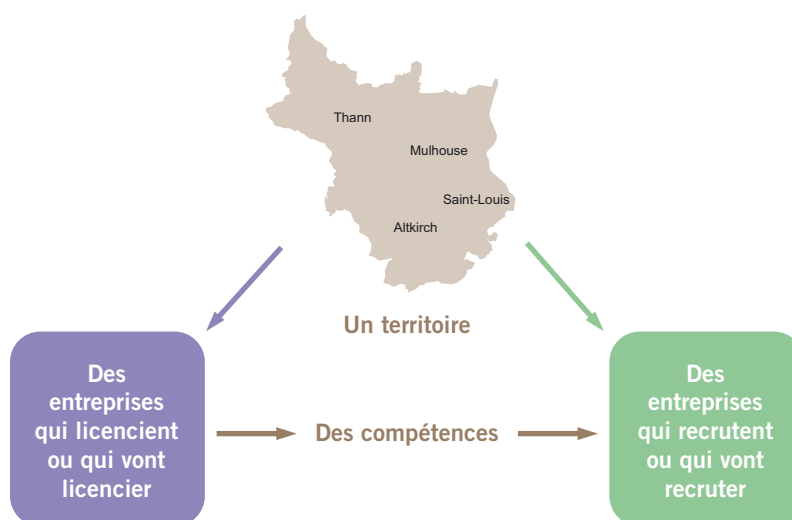 Thann
Mulhouse
Saint-Louis
Altkirch
Un territoire
Des
entreprises
qui licencient
ou qui vont
licencier
Des compétences
Des
entreprises
qui recrutent
ou qui vont
recruter